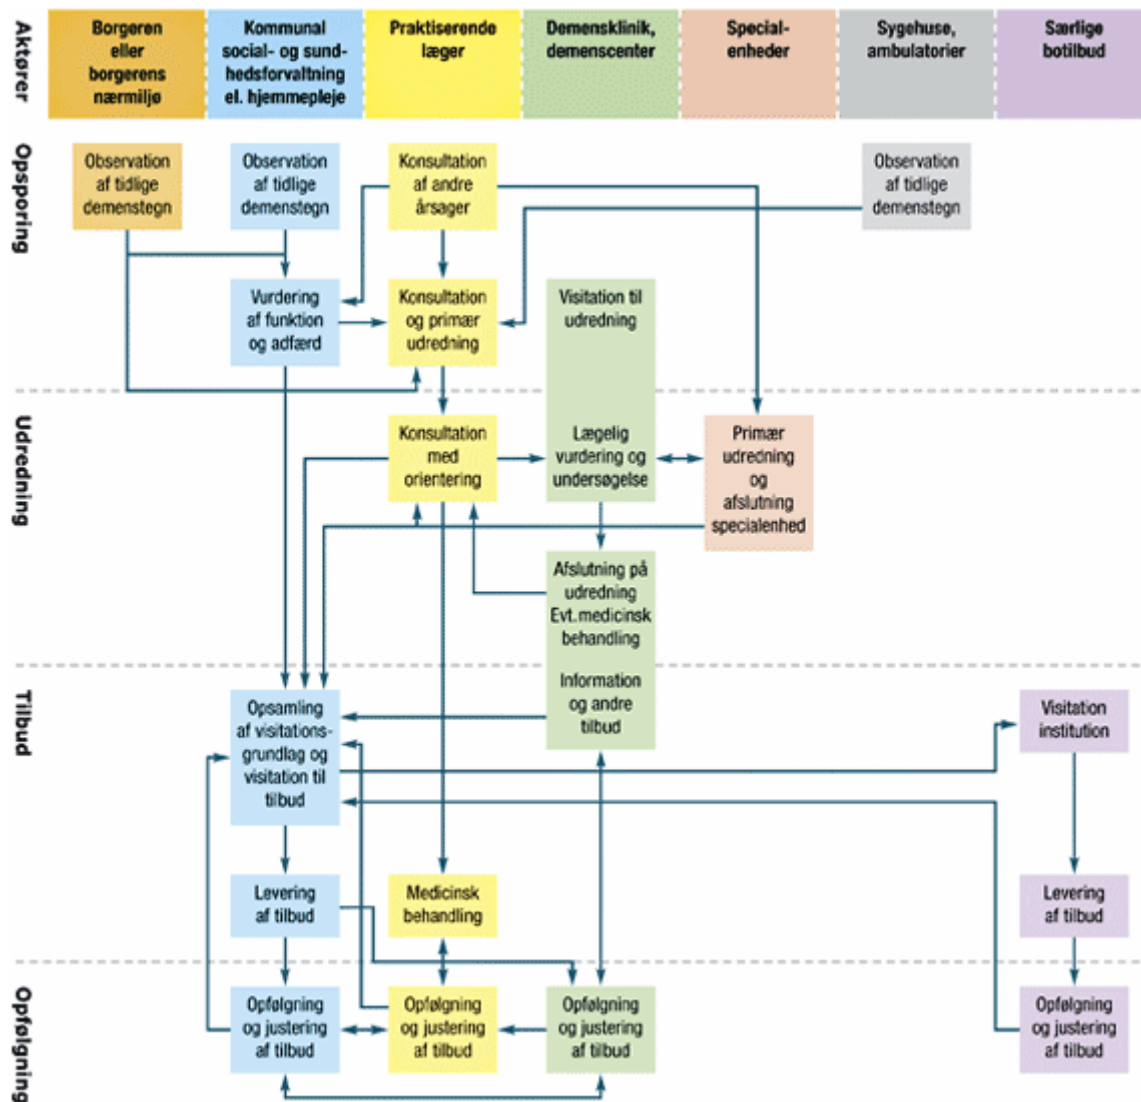 Aktører
Borgeren
eller
borgerens
nærmiljø
Kommunal
social- og sund-
hedsforvaltning
el. hjemmepleje
Praktiserende
læger
Demensklinik,
demenscenter
Special-
enheder
Sygehuse,
ambulatorier
Særlige
botilbud
Opsporing
Observation
af tidlige
demenstegn
Observation
af tidlige
demenstegn
Konsultation
af andre
årsager
Observation
af tidlige
demenstegn
Vurdering
af funktion
og adfærd
Konsultation
og primær
udredning
Visitation til
udredning
Udredning
Konsultation
med
orientering
Lægelig
vurdering og
undersøgelse
Primær
udredning
og
afslutning
specialenhed
Afslutning på
udredning
Evt. medicinsk
behandling
Tilbud
Information
og andre
tilbud
Opsamling
af visitations-
grundlag og
visitation til
tilbud
Visitation
institution
Levering
af tilbud
Medicinsk
behandling
Levering
af tilbud
Opfølgning
Opfølgning
og justering
af tilbud
Opfølgning
og justering
af tilbud
Opfølgning
og justering
af tilbud
Opfølgning
og justering
af tilbud